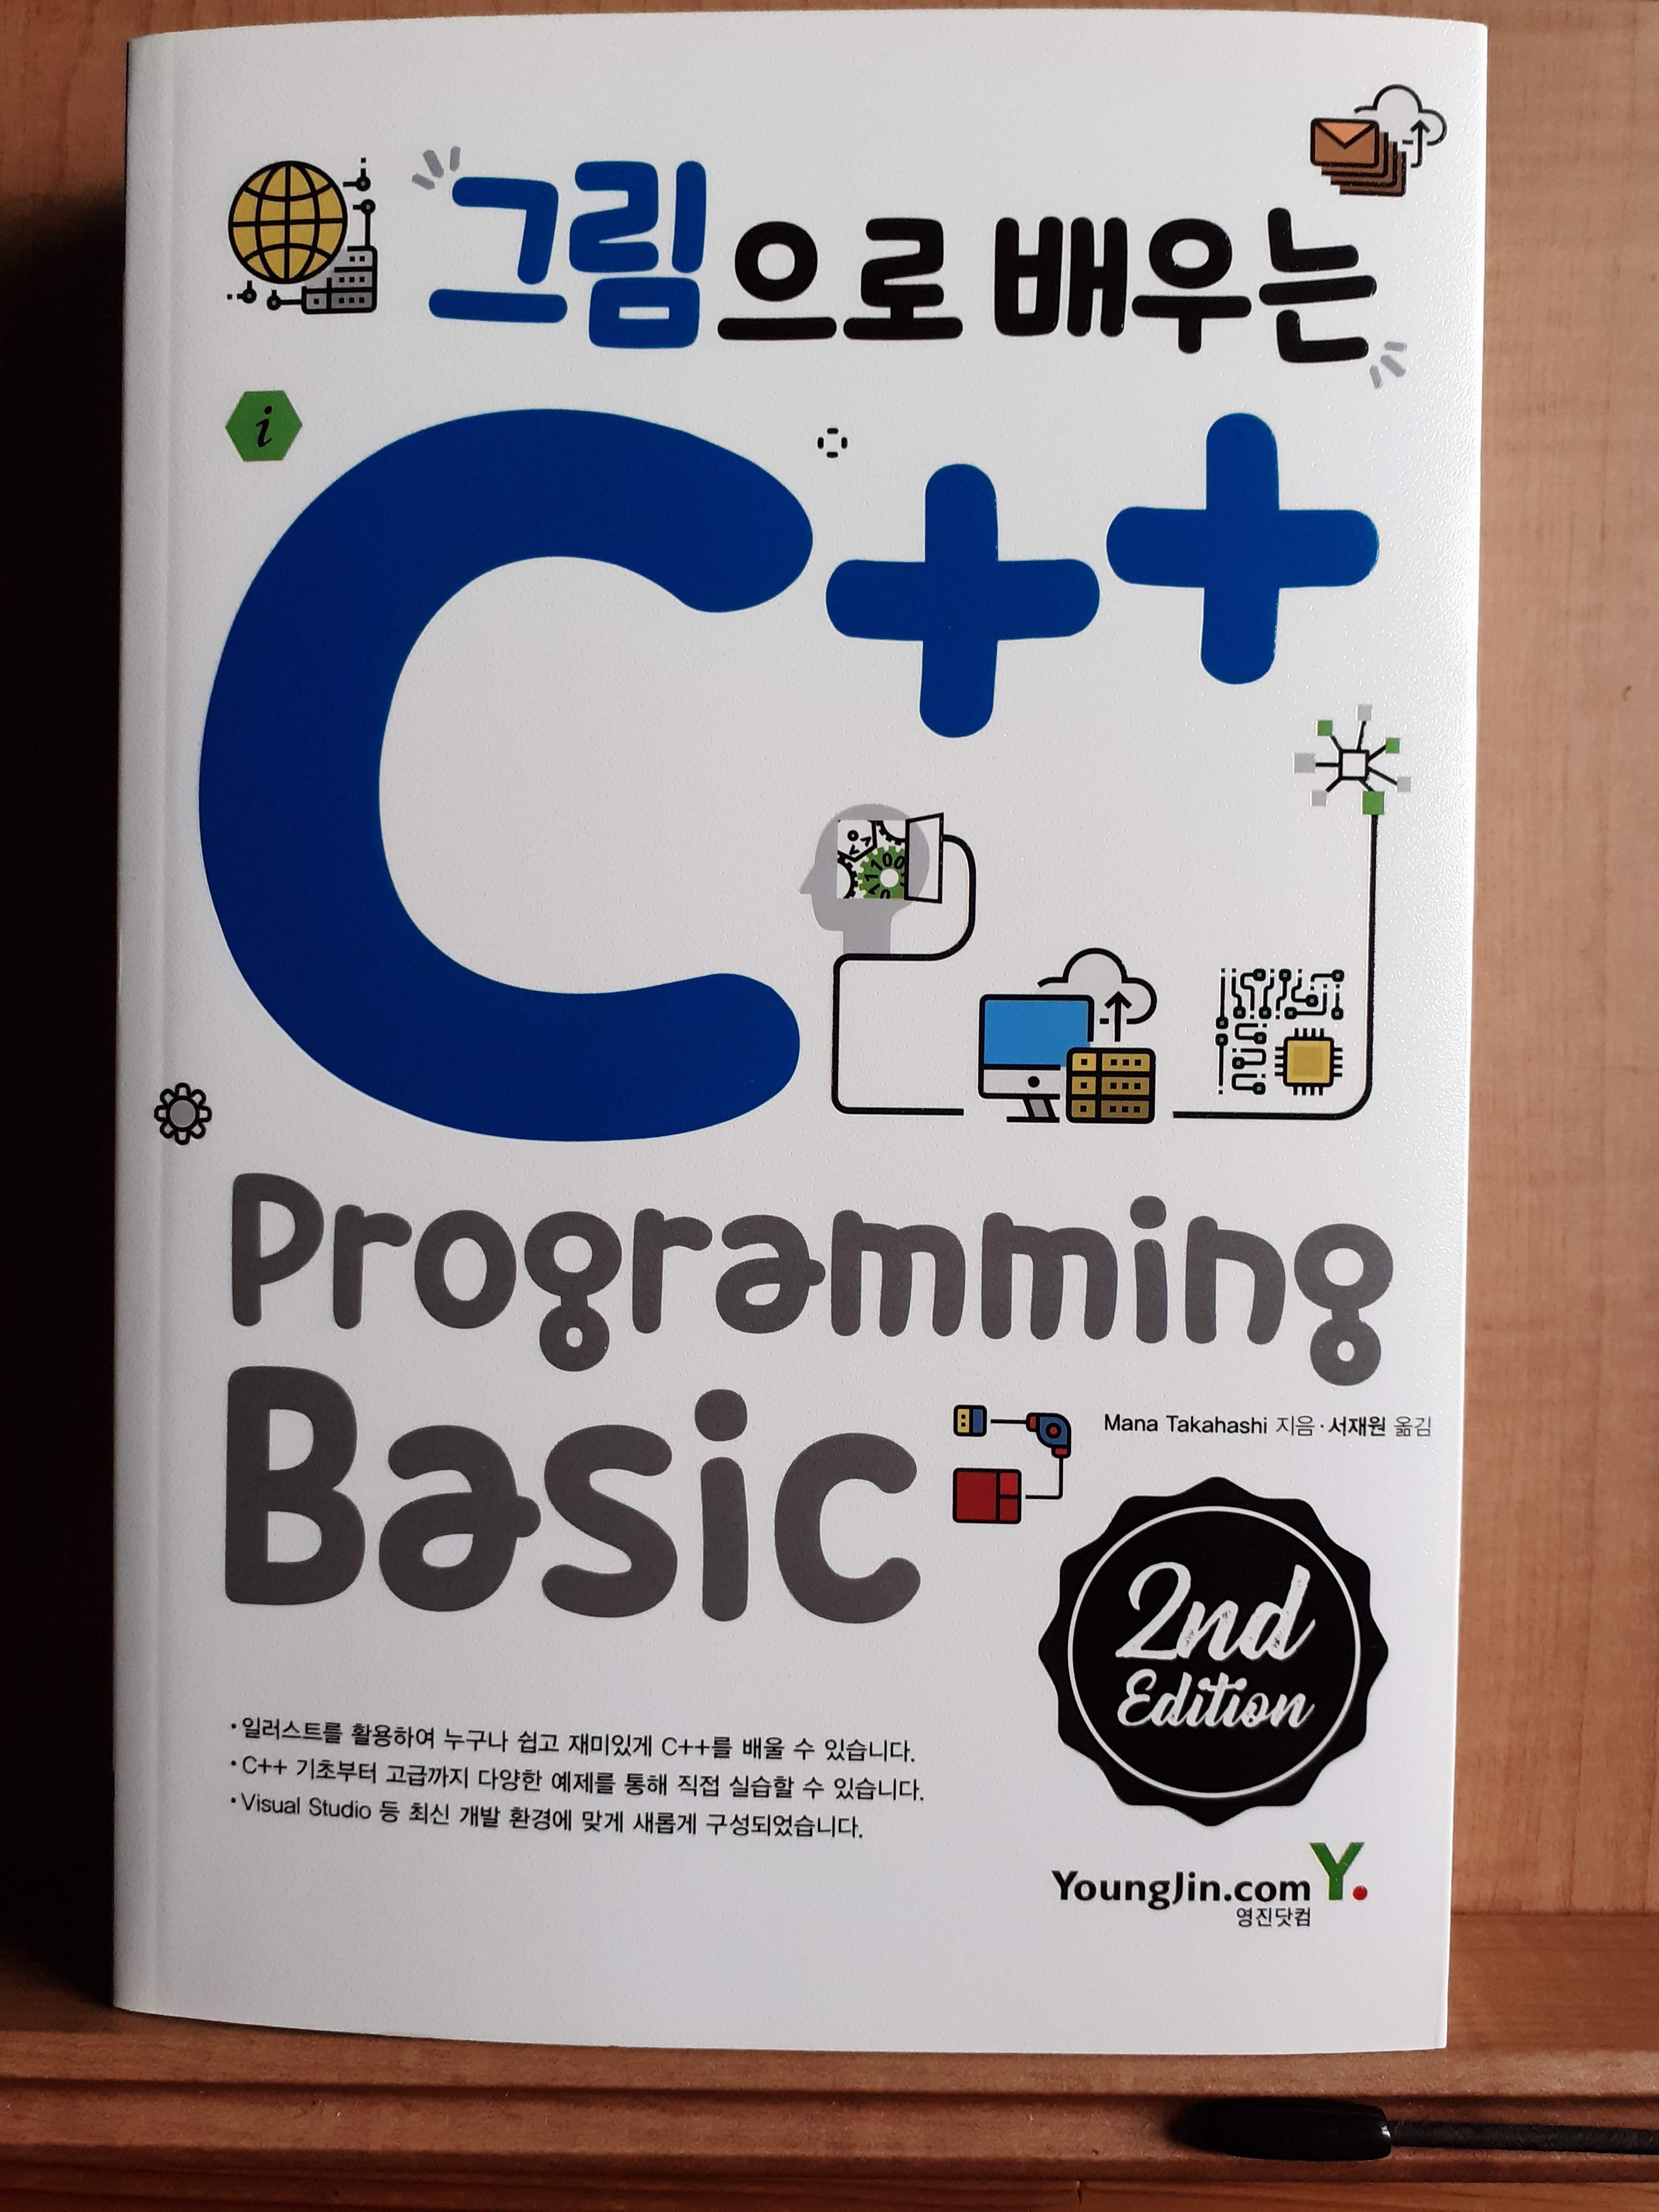 그림으로 배우는
i
C++
Programming
Basic
Mana Takahashi 지음·서재원 옮김
2nd
Edition
•일러스트를 활용하여 누구나 쉽고 재미있게 C++를 배울 수 있습니다.
•C++ 기초부터 고급까지 다양한 예제를 통해 직접 실습할 수 있습니다.
•Visual Studio 등 최신 개발 환경에 맞게 새롭게 구성되었습니다.
YoungJin.com Y.
영진닷컴